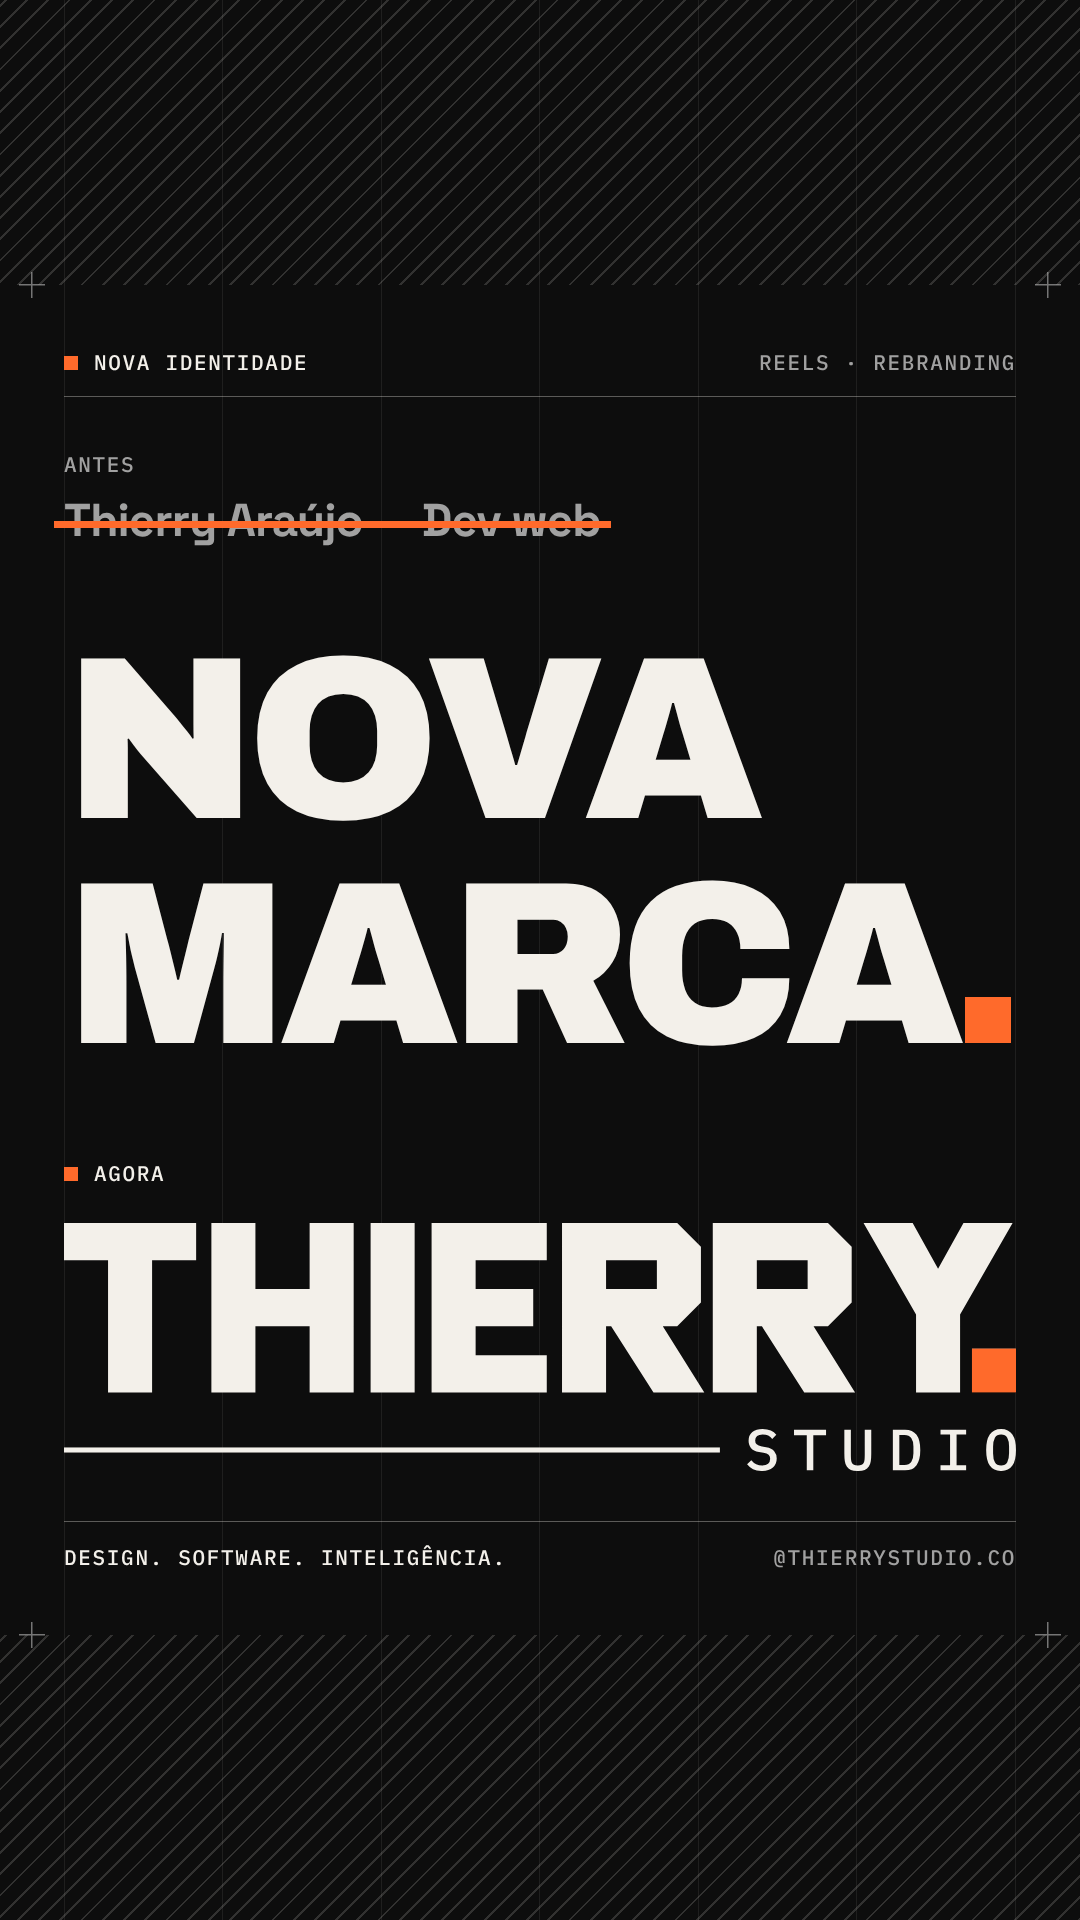 NOVA IDENTIDADE
REELS · REBRANDING
ANTES
Thierry Araújo — Dev web
NOVA
MARCA.
AGORA
THIERRY.
STUDIO
DESIGN. SOFTWARE. INTELIGÊNCIA.
@THIERRYSTUDIO.CO